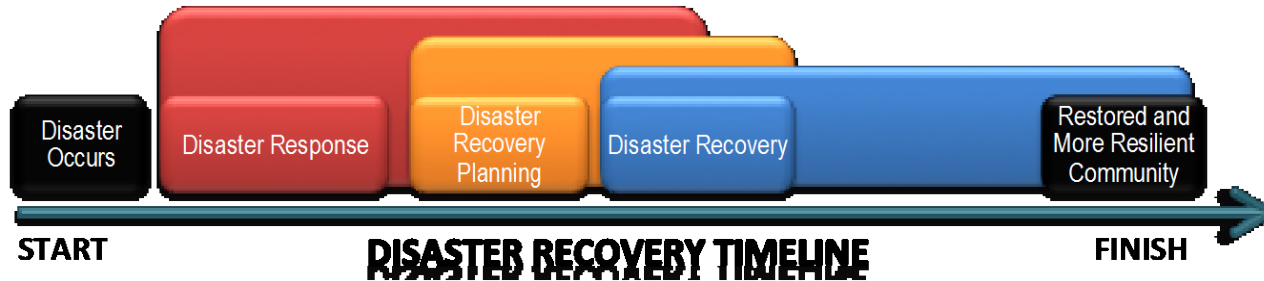 Disaster
Occurs
Disaster Response
Disaster
Recovery
Planning
Disaster Recovery
Restored and
More Resilient
Community
START
DISASTER RECOVERY TIMELINE
FINISH